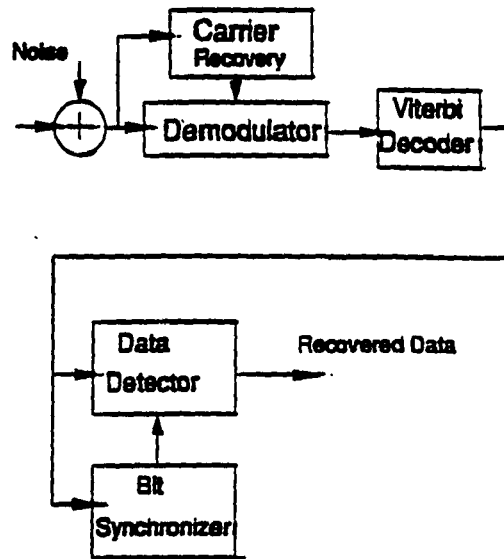 Carrier
Recovery
Noise
Demodulator
Viterbi
Decoder
Data
Detector
Recovered Data
Bit
Synchronizer